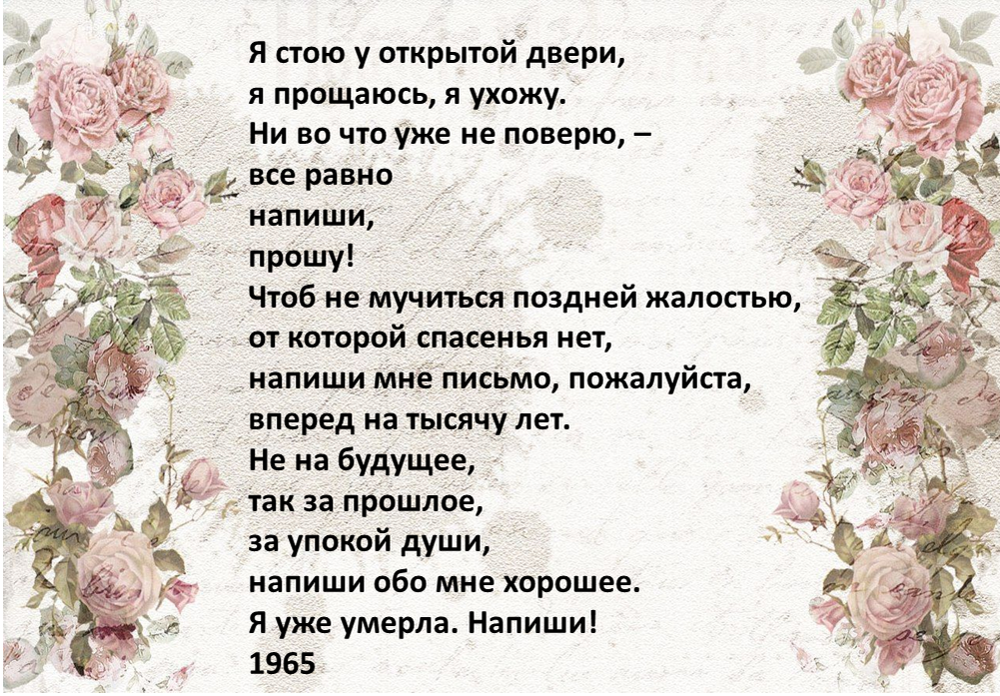 Я стою у открытой двери,
я прощаюсь, я ухожу.
Ни во что уже не поверю, –
все равно
напиши,
прошу!
Чтоб не мучиться поздней жалостью,
от которой спасенья нет,
напиши мне письмо, пожалуйста,
вперед на тысячу лет.
Не на будущее,
так за прошлое,
за упокой души,
напиши обо мне хорошее.
Я уже умерла. Напиши!
1965